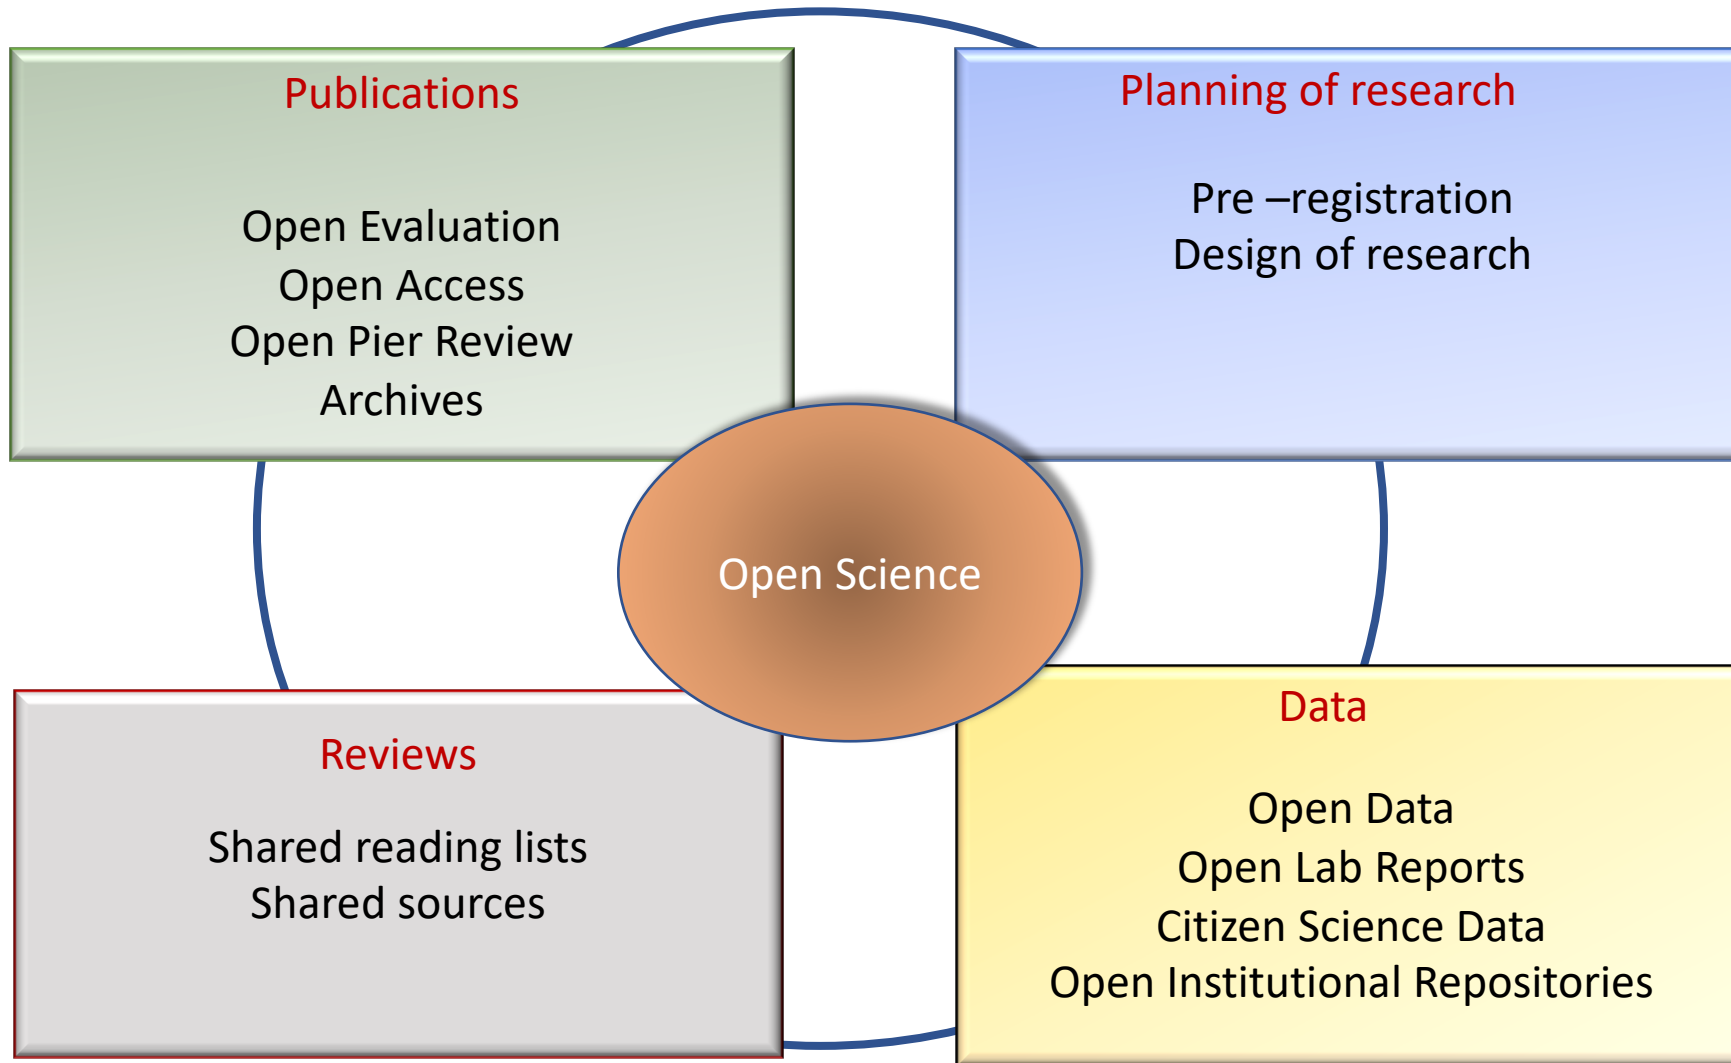 Publications
Open Evaluation
Open Access
Open Pier Review
Archives
Planning of research
Pre –registration
Design of research
Open Science
Reviews
Shared reading lists
Shared sources
Data
Open Data
Open Lab Reports
Citizen Science Data
Open Institutional Repositories